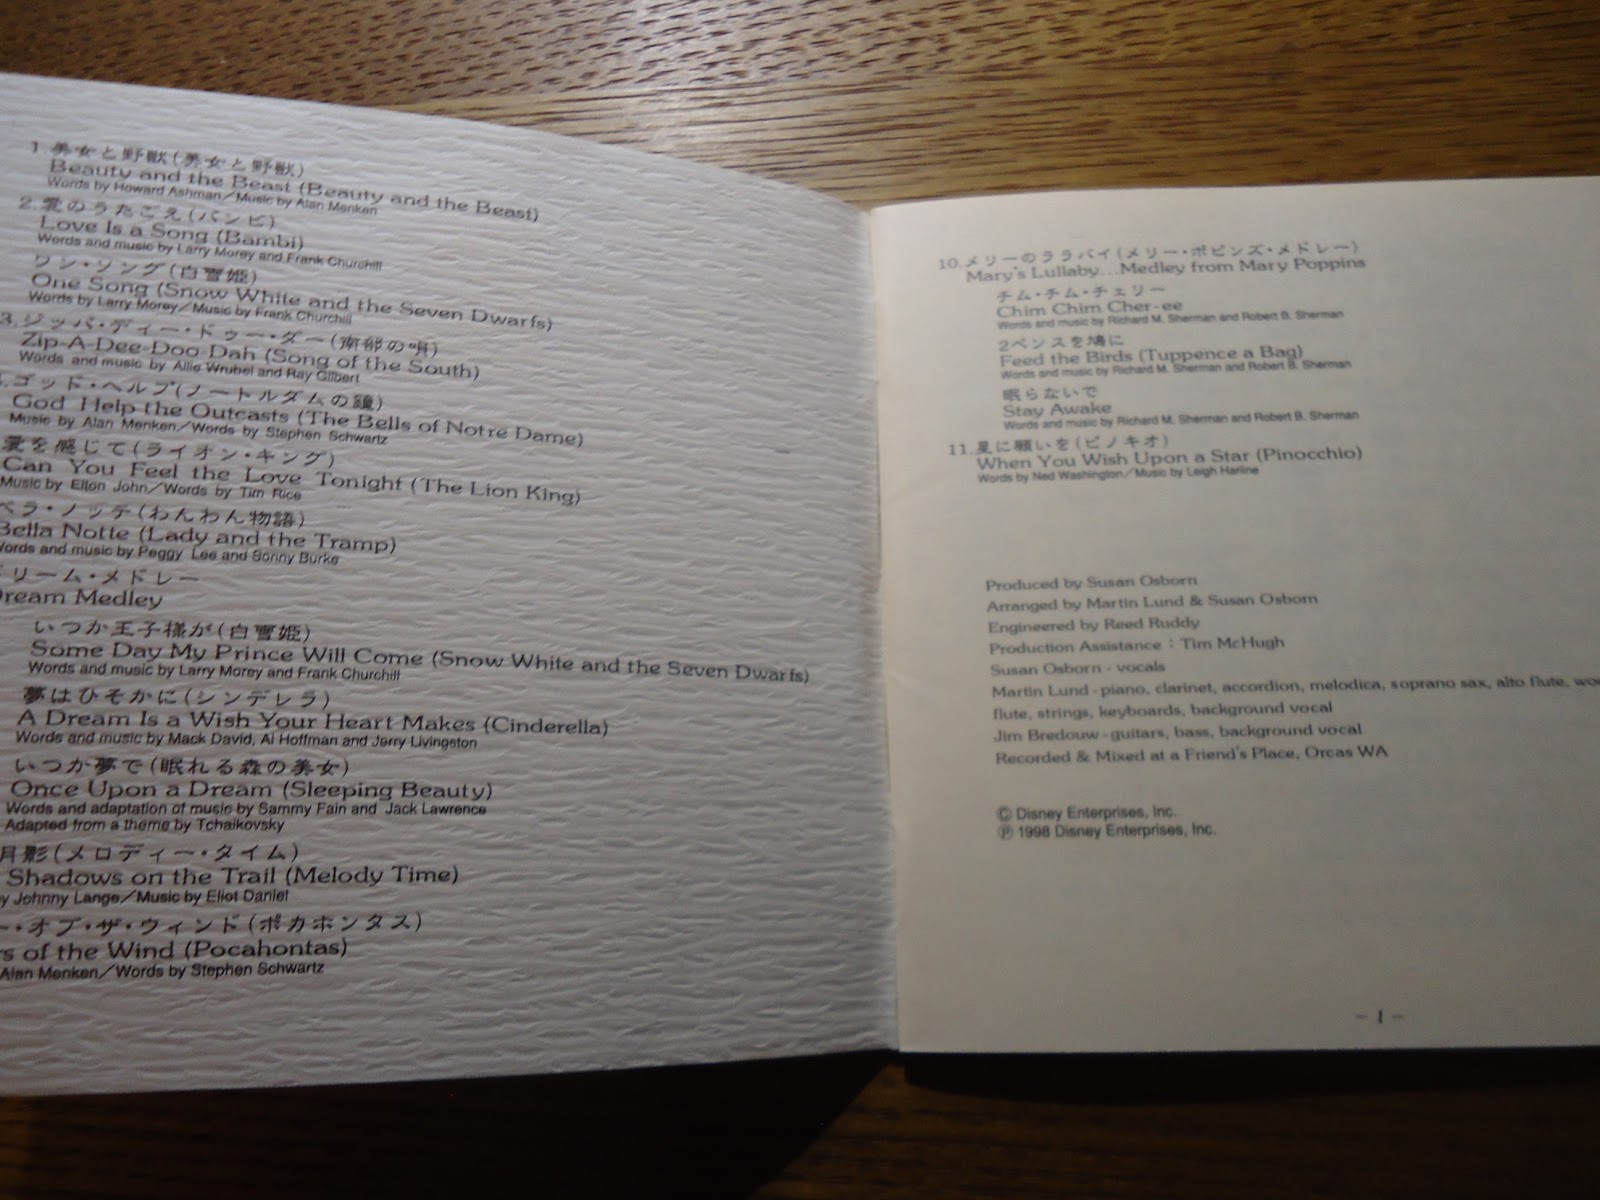 1.美女と野獣(美女と野獣)
Beauty and the Beast (Beauty and the Beast)
Words by Howard Ashman/Music by Alan Menken
2.愛のうたごえ(バンビ)
Love Is a Song (Bambi)
Words and music by Larry Morey and Frank Churchill
ワン・ソング(白雪姫)
One Song (Snow White and the Seven Dwarfs)
Words by Larry Morey/Music by Frank Churchill
3.ジッパ・ディー・ドゥー・ダー(南部の唄)
Zip-A-Dee-Doo-Dah (Song of the South)
Words and music by Allie Wrubel and Ray Gilbert
ゴッド・ヘルプ(ノートルダムの鐘)
God Help the Outcasts (The Bells of Notre Dame)
Music by Alan Menken/Words by Stephen Schwartz
愛を感じて(ライオン・キング)
Can You Feel the Love Tonight (The Lion King)
Music by Elton John/Words by Tim Rice
ベラ・ノッテ(わんわん物語)
Bella Notte (Lady and the Tramp)
Words and music by Peggy Lee and Sonny Burke
ドリーム・メドレー
Dream Medley
いつか王子様が(白雪姫)
Some Day My Prince Will Come (Snow White and the Seven Dwarfs)
Words and music by Larry Morey and Frank Churchill
夢はひそかに(シンデレラ)
A Dream Is a Wish Your Heart Makes (Cinderella)
Words and music by Mack David, Al Hoffman and Jerry Livingston
いつか夢で(眠れる森の美女)
Once Upon a Dream (Sleeping Beauty)
Words and adaptation of music by Sammy Fain and Jack Lawrence
Adapted from a theme by Tchaikovsky
月影(メロディー・タイム)
Shadows on the Trail (Melody Time)
by Johnny Lange/Music by Eliot Daniel
ー・オブ・ザ・ウィンド(ポカホンタス)
rs of the Wind (Pocahontas)
Alan Menken/Words by Stephen Schwartz
10.メリーのララバイ(メリー・ポピンズ・メドレー)
Mary's Lullaby...Medley from Mary Poppins
チム・チム・チェリー
Chim Chim Cher-ee
Words and music by Richard M. Sherman and Robert B. Sherman
2ペンスを鳩に
Feed the Birds (Tuppence a Bag)
Words and music by Richard M. Sherman and Robert B. Sherman
眠らないで
Stay Awake
Words and music by Richard M. Sherman and Robert B. Sherman
11.星に願いを(ピノキオ)
When You Wish Upon a Star (Pinocchio)
Words by Ned Washington/Music by Leigh Harline
Produced by Susan Osborn
Arranged by Martin Lund & Susan Osborn
Engineered by Reed Ruddy
Production Assistance : Tim McHugh
Susan Osborn - vocals
Martin Lund - piano, clarinet, accordion, melodica, soprano sax, alto flute, woo
flute, strings, keyboards, background vocal
Jim Bredouw - guitars, bass, background vocal
Recorded & Mixed at a Friend's Place, Orcas WA
© Disney Enterprises, Inc.
℗ 1998 Disney Enterprises, Inc.
- 1 -